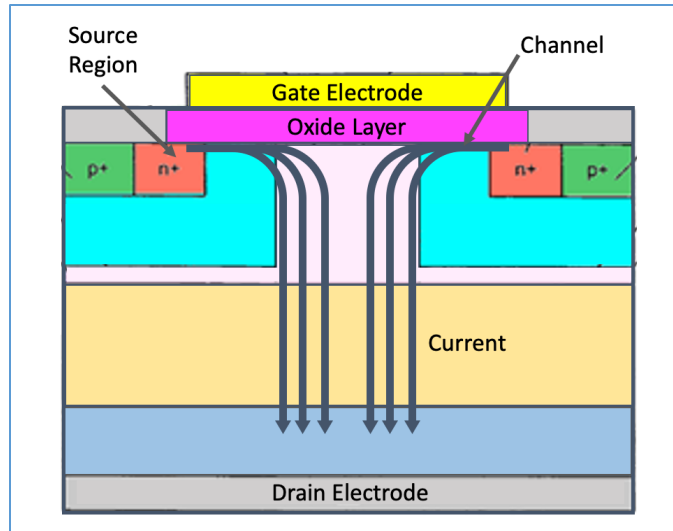 Source
Region
Channel
Gate Electrode
Oxide Layer
p+
n+
n+
p+
Current
Drain Electrode